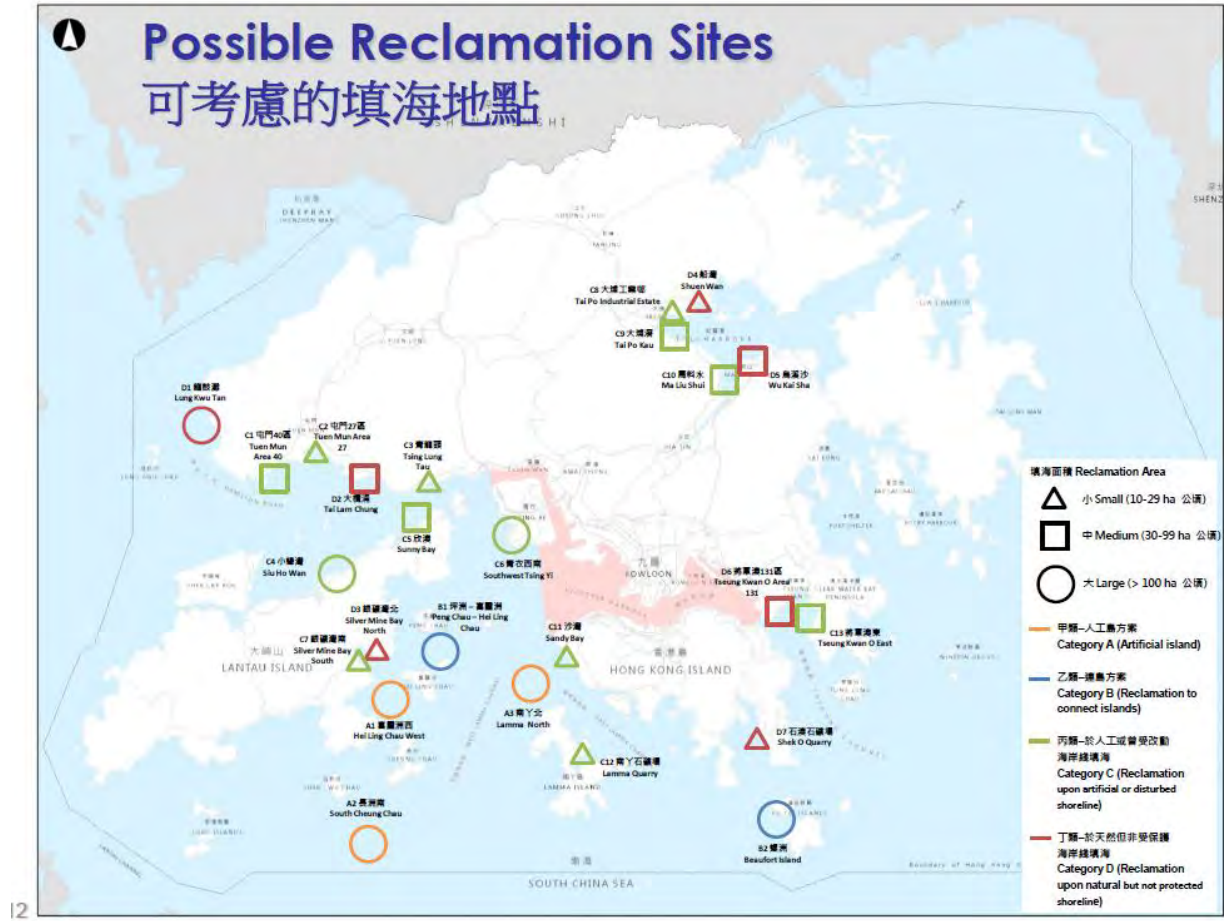 Possible Reclamation Sites
可考慮的填海地點
DEEP BAY
D4 船灣
Shuen Wan
C8 大埔工業邨
Tai Po Industrial Estate
C9 大埔滘
Tai Po Kau
C10 馬料水
Ma Liu Shui
D5 烏溪沙
Wu Kai Sha
D1 龍鼓灘
Lung Kwu Tan
C1 屯門40區
Tuen Mun
Area 40
C2 屯門27區
Tuen Mun Area
27
C3 青龍頭
Tsing Lung
Tau
D2 大欖涌
Tai Lam Chung
C5 欣澳
Sunny Bay
C4 小蠔灣
Siu Ho Wan
C6 青衣西南
Southwest Tsing Yi
九龍
KOWLOON
D6 將軍澳131區
Tseung Kwan O Area
131
C13 將軍澳東
Tseung Kwan O East
D3 銀礦灣北
Silver Mine Bay
North
B1 坪洲 – 喜靈洲
Peng Chau – Hei Ling
Chau
C7 銀礦灣南
Silver Mine Bay
South
大嶼山
LANTAU ISLAND
C11 沙灣
Sandy Bay
香港島
HONG KONG ISLAND
A1 喜靈洲西
Hei Ling Chau West
A3 南丫北
Lamma North
D7 石澳石礦場
Shek O Quarry
C12 南丫石礦場
Lamma Quarry
LAMMA ISLAND
A2 長洲南
South Cheung Chau
B2 螺洲
Beaufort Island
南海
SOUTH CHINA SEA
填海面積 Reclamation Area
小 Small (10-29 ha 公頃)
中 Medium (30-99 ha 公頃)
大 Large (> 100 ha 公頃)
甲類–人工島方案
Category A (Artificial island)
乙類–連島方案
Category B (Reclamation to
connect islands)
丙類–於人工或曾受改動
海岸線填海
Category C (Reclamation
upon artificial or disturbed
shoreline)
丁類–於天然但非受保護
海岸線填海
Category D (Reclamation
upon natural but not protected
shoreline)
12